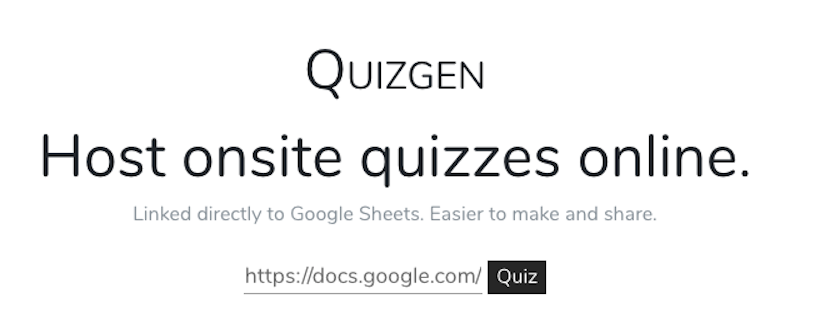 QUIZGEN
Host onsite quizzes online.
Linked directly to Google Sheets. Easier to make and share.
https://docs.google.com/ Quiz